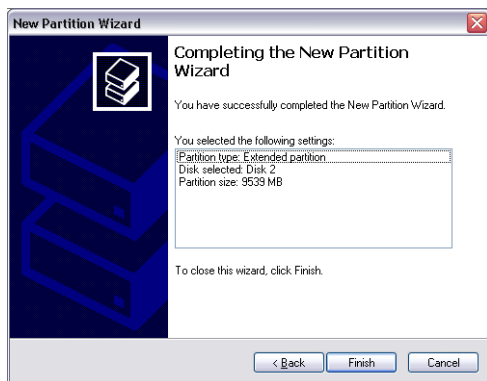 New Partition Wizard
Completing the New Partition
Wizard
You have successfully completed the New Partition Wizard.
You selected the following settings:
Partition type: Extended partition
Disk selected: Disk 2
Partition size: 9539 MB
To close this wizard, click Finish.
< Back Finish Cancel